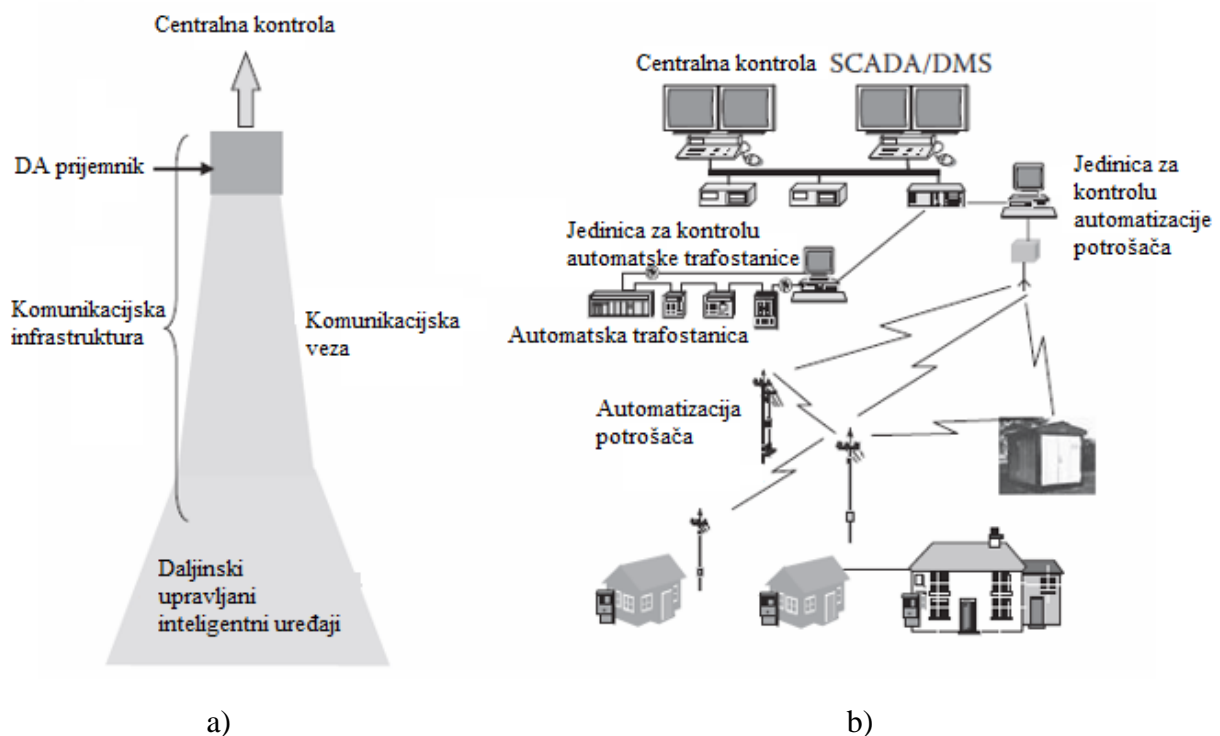 Centralna kontrola
DA prijemnik
Komunikacijska
infrastruktura
Komunikacijska
veza
Daljinski
upravljani
inteligentni uređaji
a)
Centralna kontrola SCADA/DMS
Jedinica za
kontrolu
automatizacije
potrošača
Jedinica za kontrolu
automatske trafostanice
Automatska trafostanica
Automatizacija
potrošača
b)